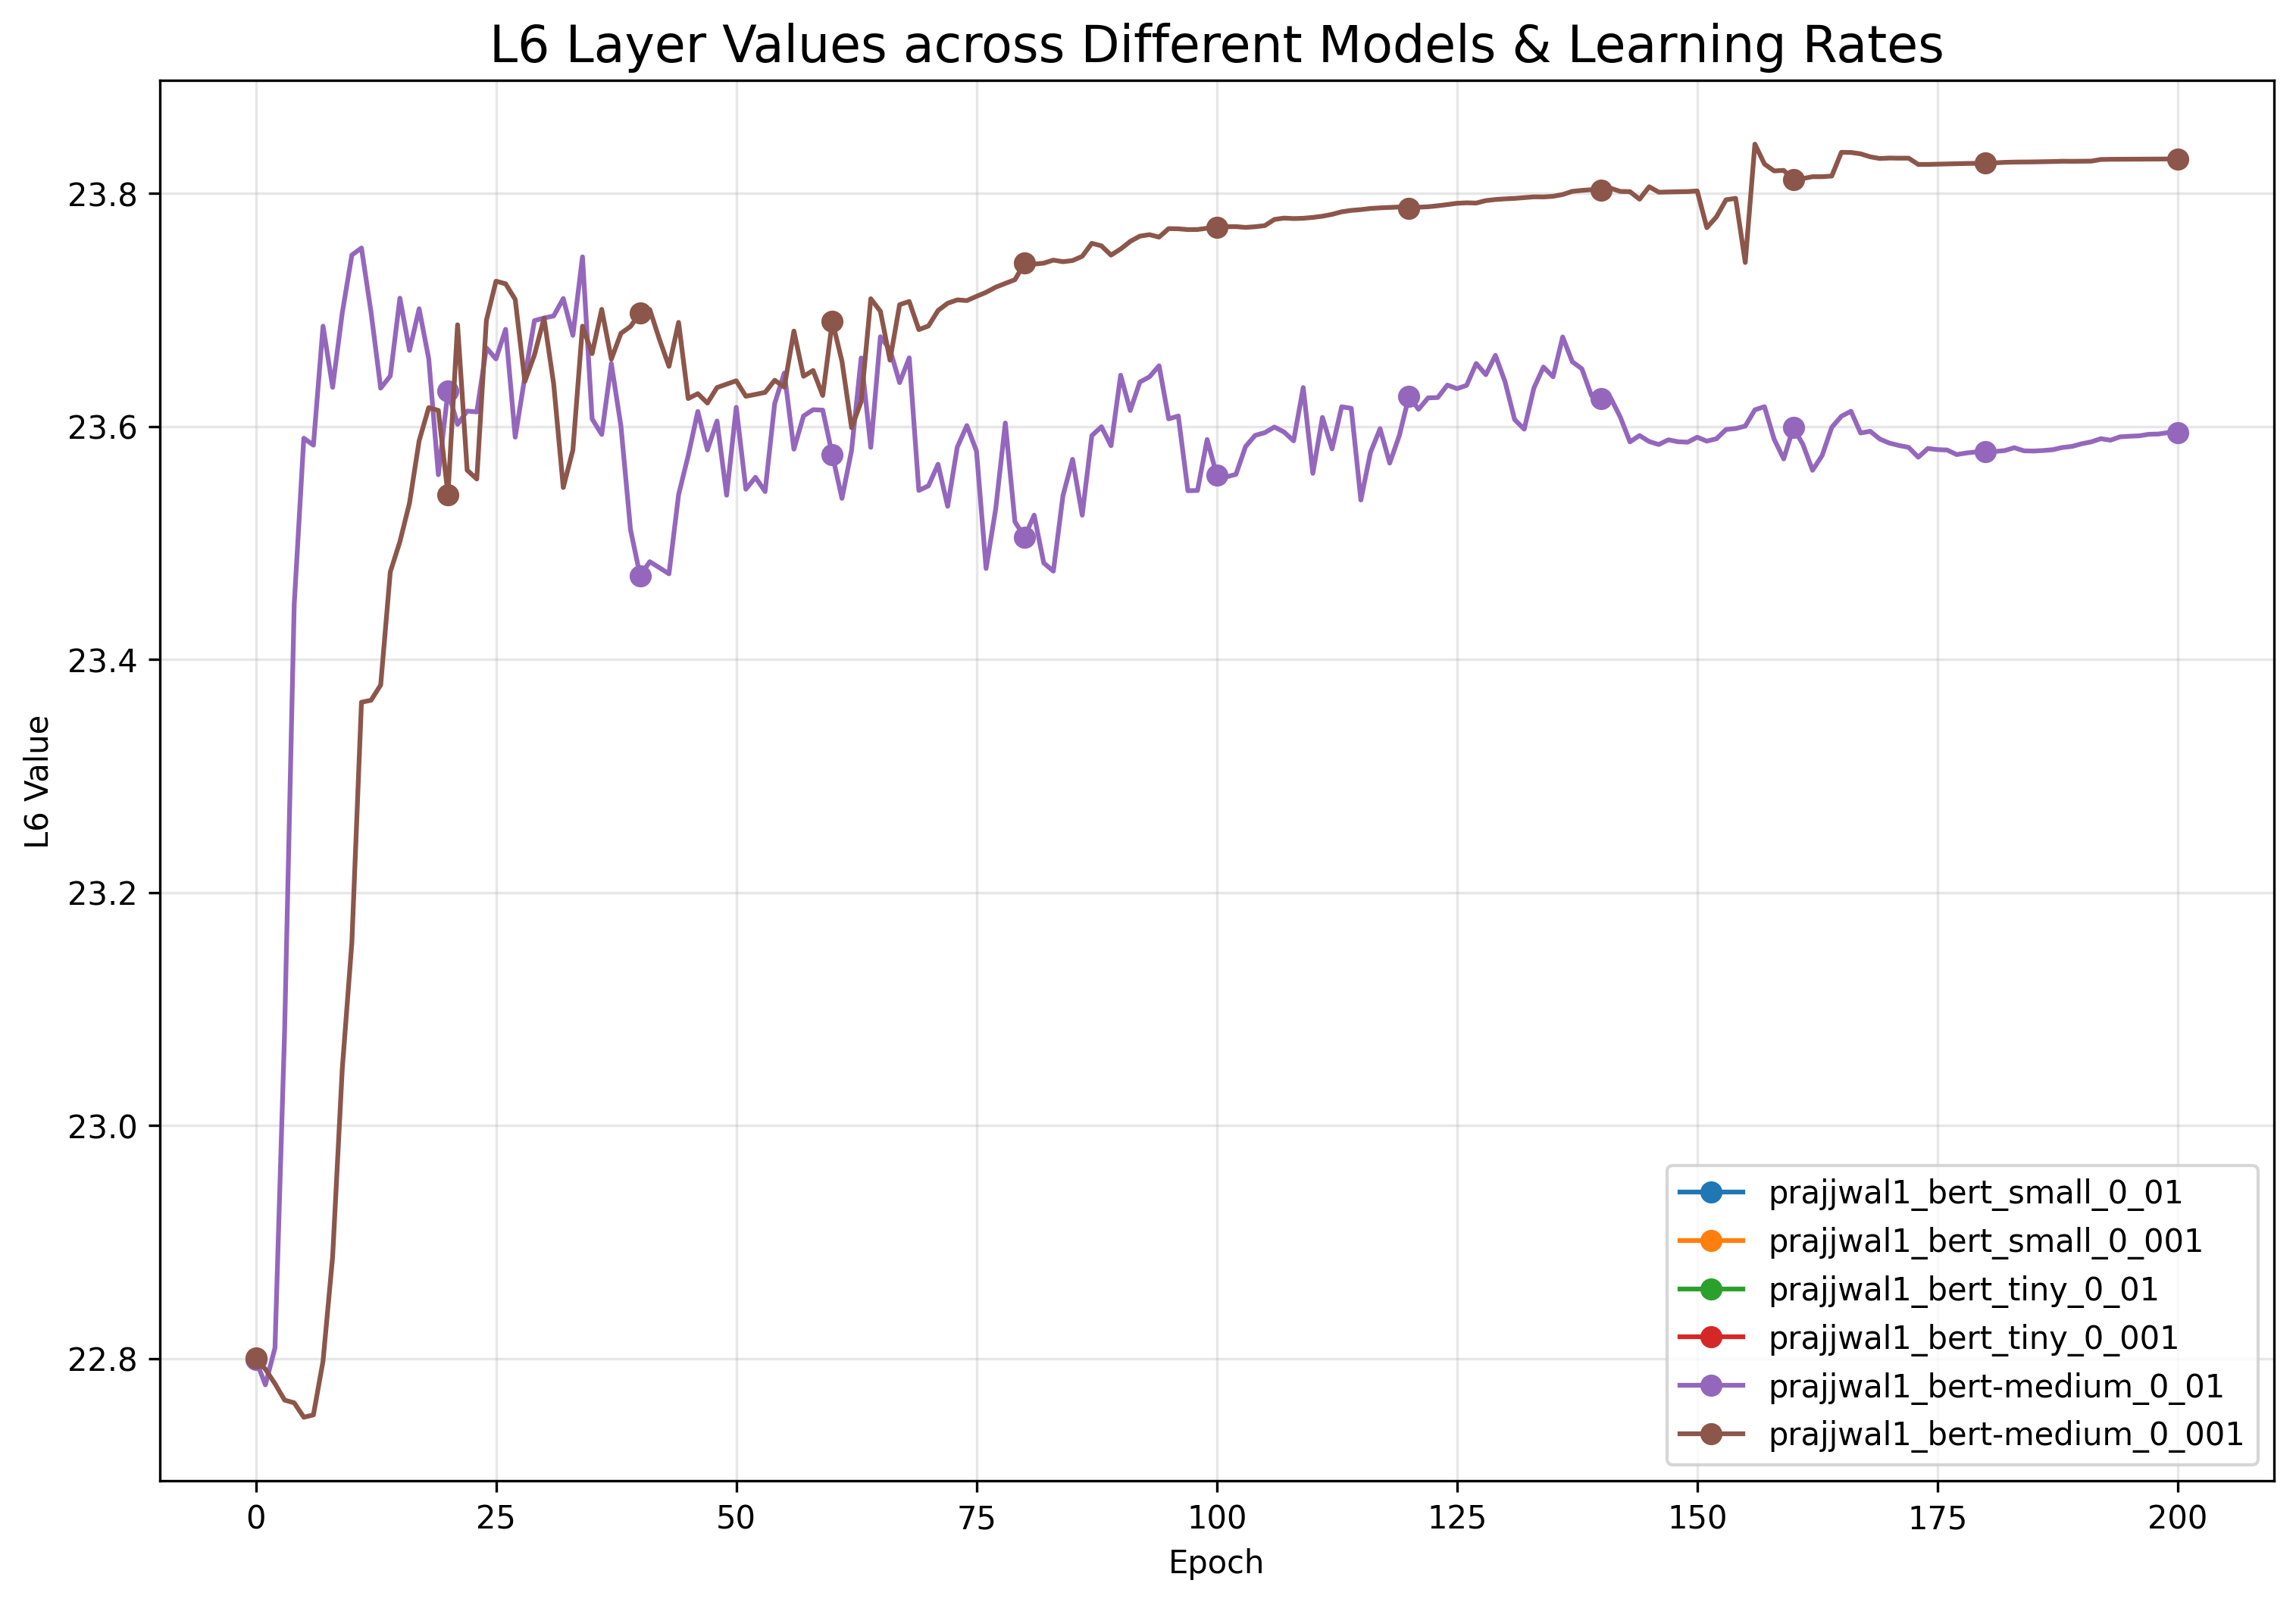 L6 Layer Values across Different Models & Learning Rates
23.8
23.6
23.4
23.2
23.0
22.8
L6 Value
0 25 50 75 100 125 150 175 200
Epoch
prajjwal1_bert_small_0_01
prajjwal1_bert_small_0_001
prajjwal1_bert_tiny_0_01
prajjwal1_bert_tiny_0_001
prajjwal1_bert-medium_0_01
prajjwal1_bert-medium_0_001